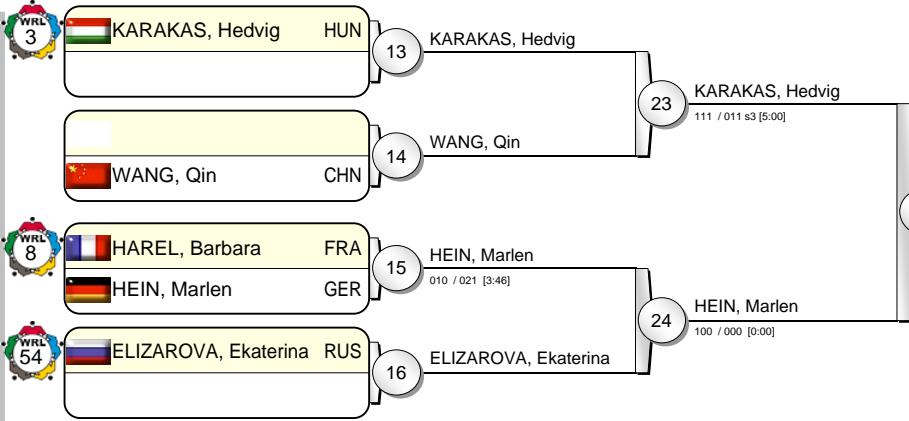 WRL
3
KARAKAS, Hedvig HUN
13
KARAKAS, Hedvig
23
KARAKAS, Hedvig
111 / 011 s3 [5:00]
14
WANG, Qin
WANG, Qin CHN
WRL
8
HAREL, Barbara FRA
HEIN, Marlen GER
15
HEIN, Marlen
010 / 021 [3:46]
24
HEIN, Marlen
100 / 000 [0:00]
WRL
54
ELIZAROVA, Ekaterina RUS
16
ELIZAROVA, Ekaterina